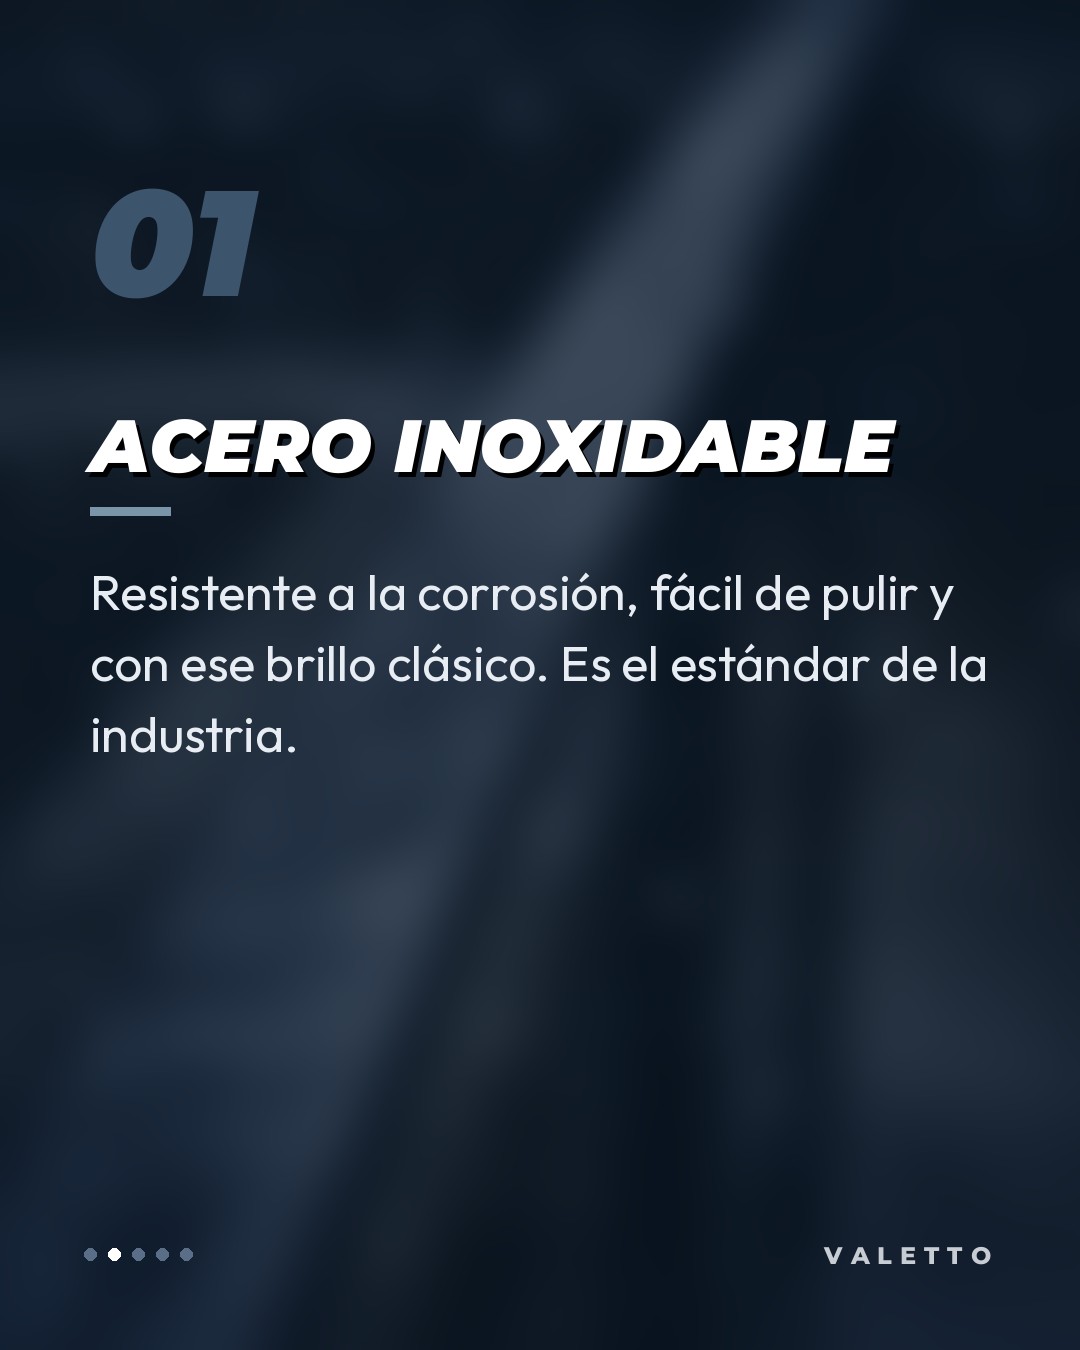 01
ACERO INOXIDABLE
Resistente a la corrosión, fácil de pulir y
con ese brillo clásico. Es el estándar de la
industria.
VALETTO